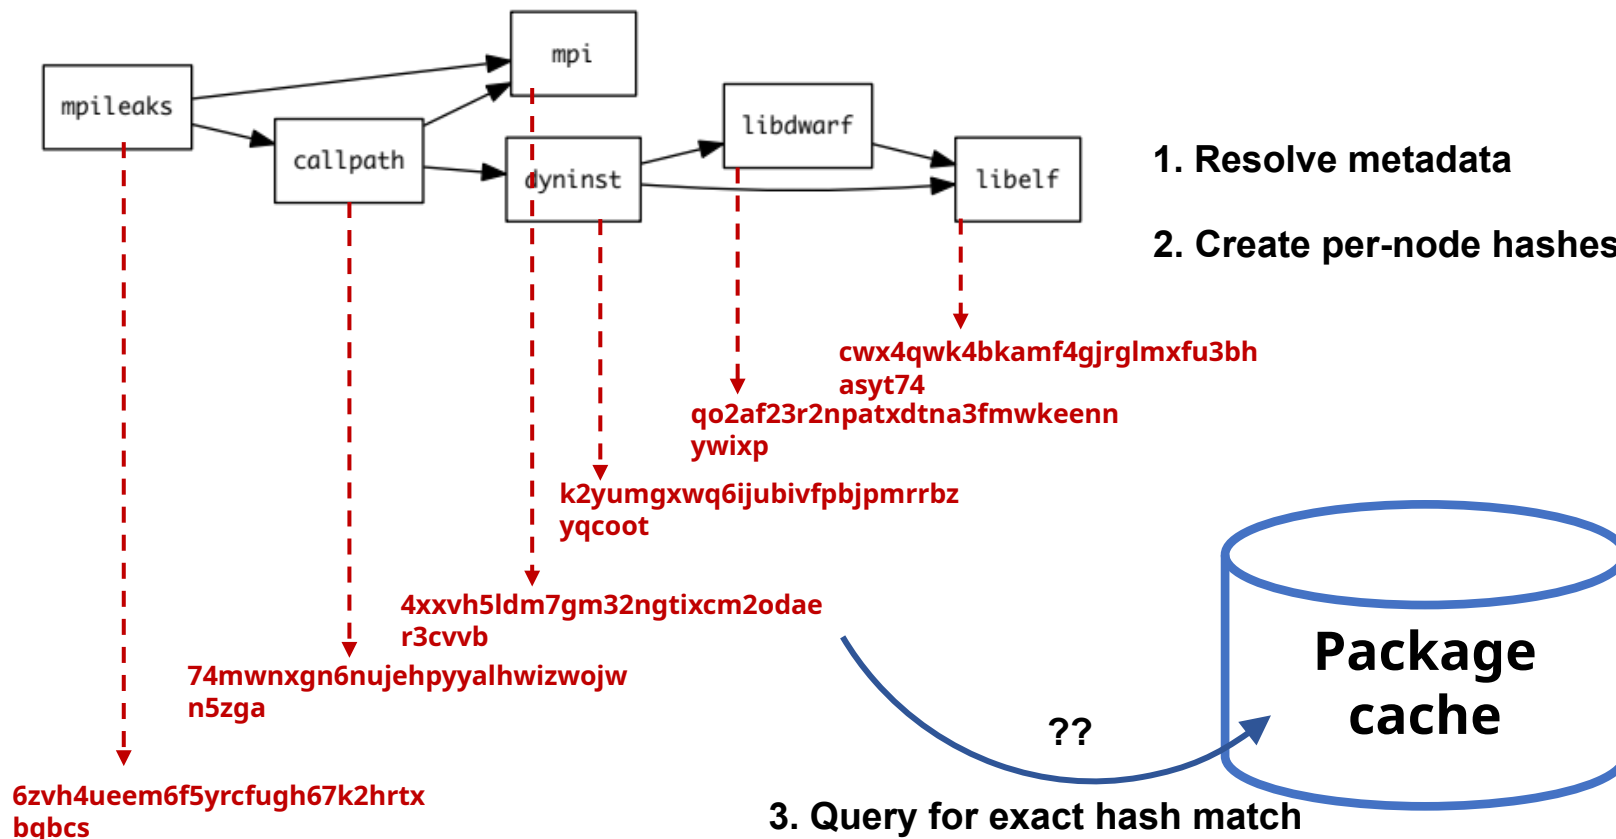 mpi
mpileaks
callpath
dyninst
libdwarf
libelf
1. Resolve metadata
2. Create per-node hashes
cwx4qwk4bkamf4gjrglmxfu3bh
asyt74
qo2af23r2npatxdtna3fmwkeenn
ywixp
k2yumgxwq6ijubivfpbjpmrrbz
yqcoot
4xxvh5ldm7gm32ngtixcm2odae
r3cvvb
74mwnxgn6nujehpyyalhwizwojw
n5zga
6zvh4ueem6f5yrcfugh67k2hrtx
bqbcs
??
Package
cache
3. Query for exact hash match